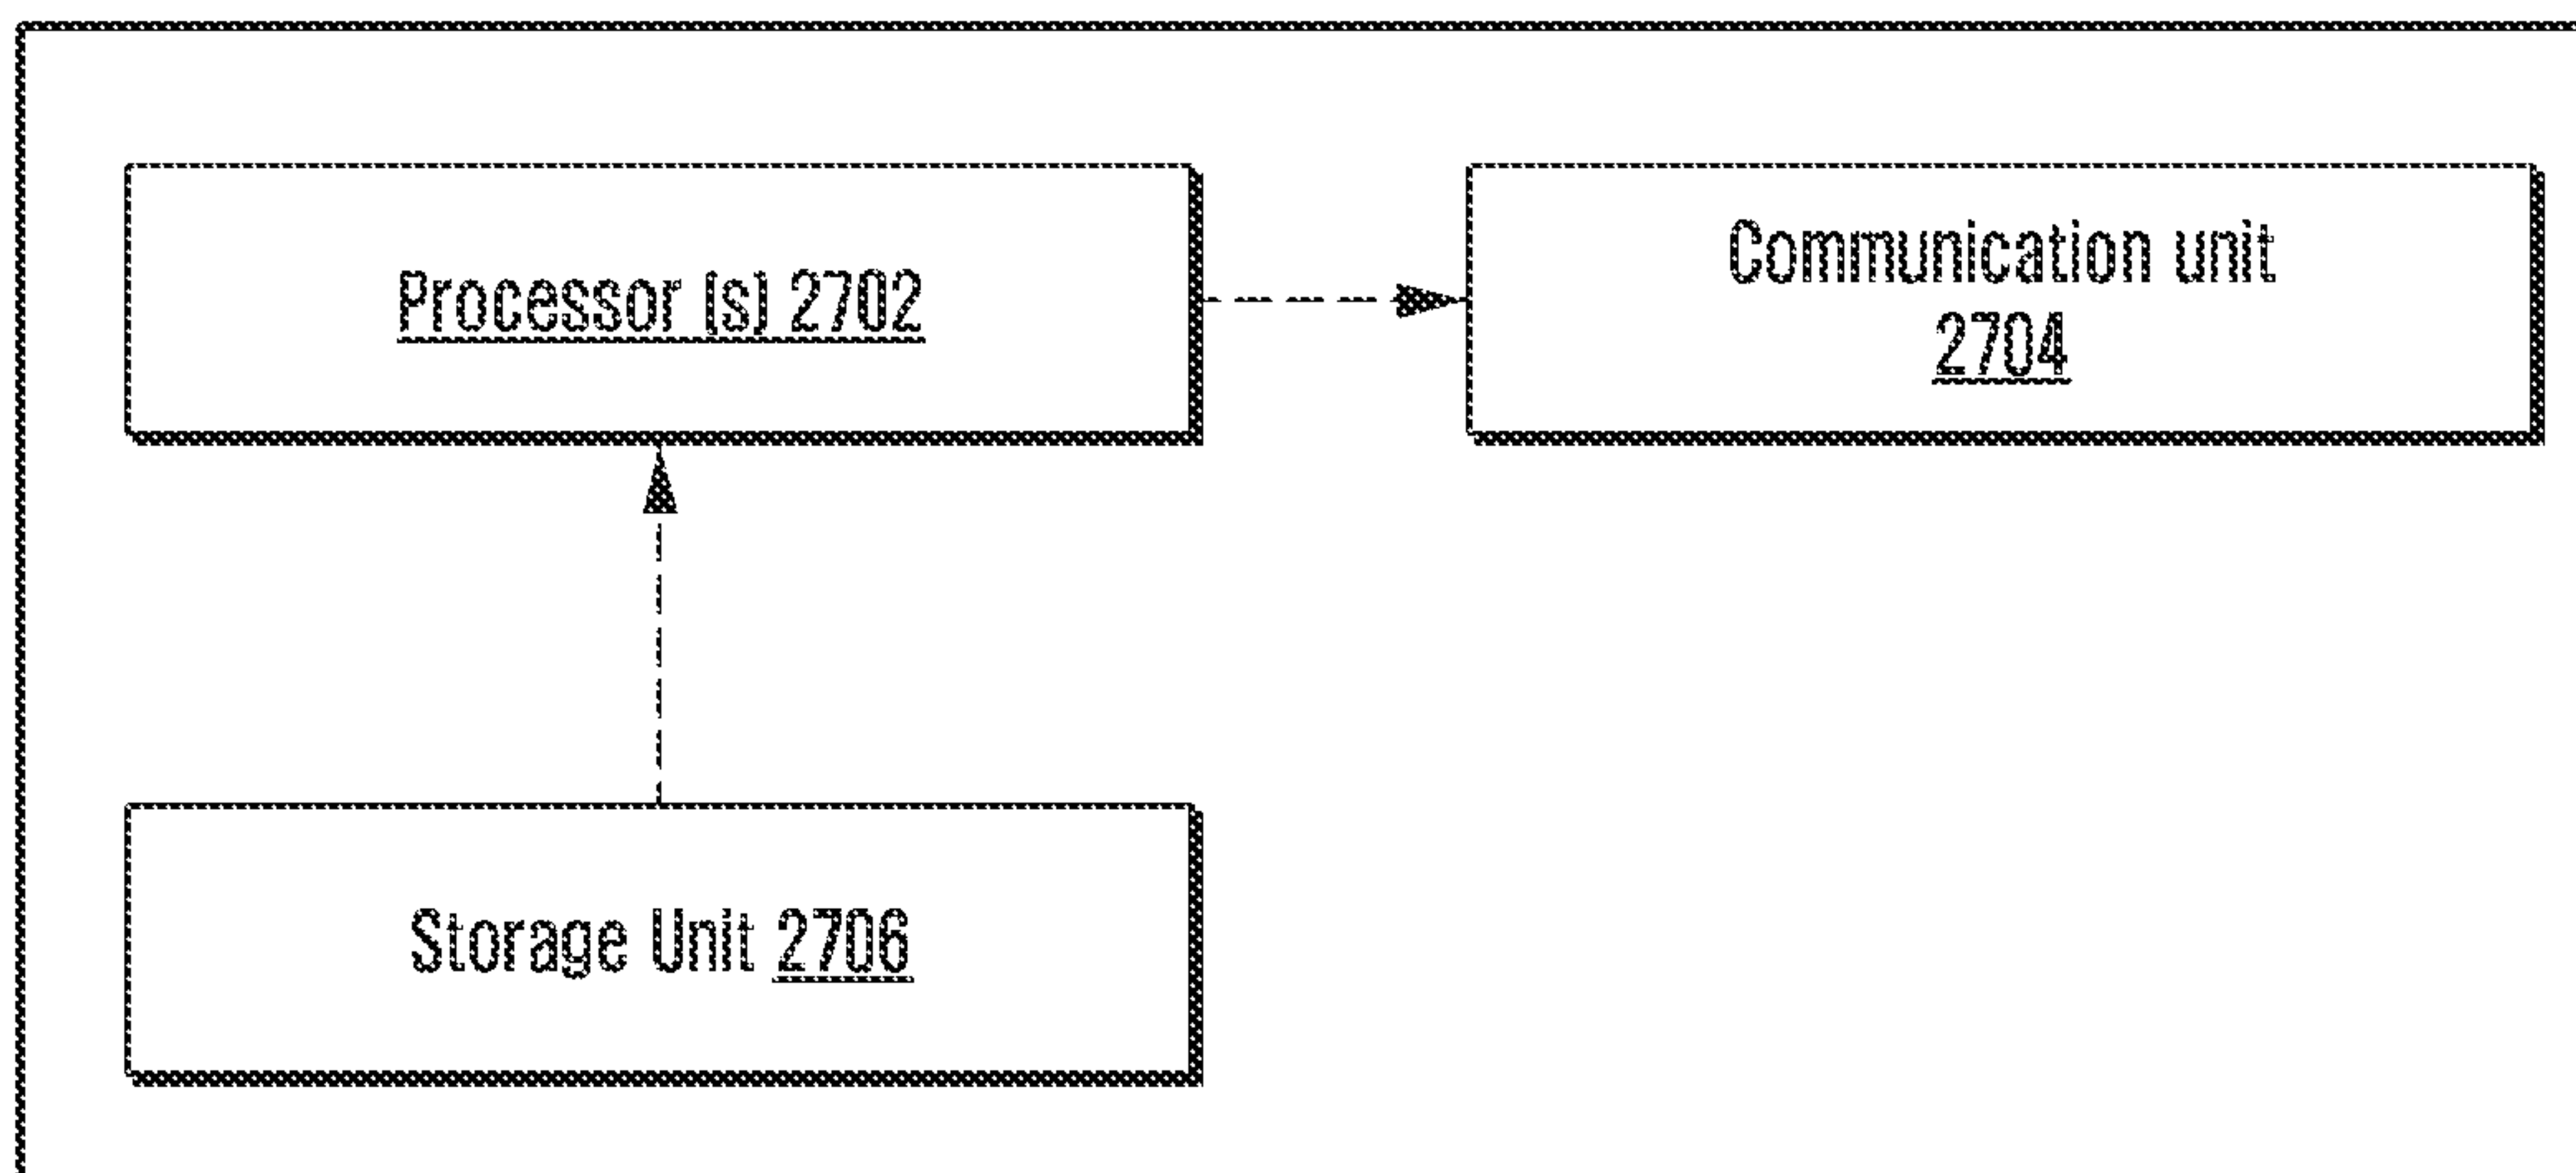 Processor (s) 2702
Communication unit
2704
Storage Unit 2706